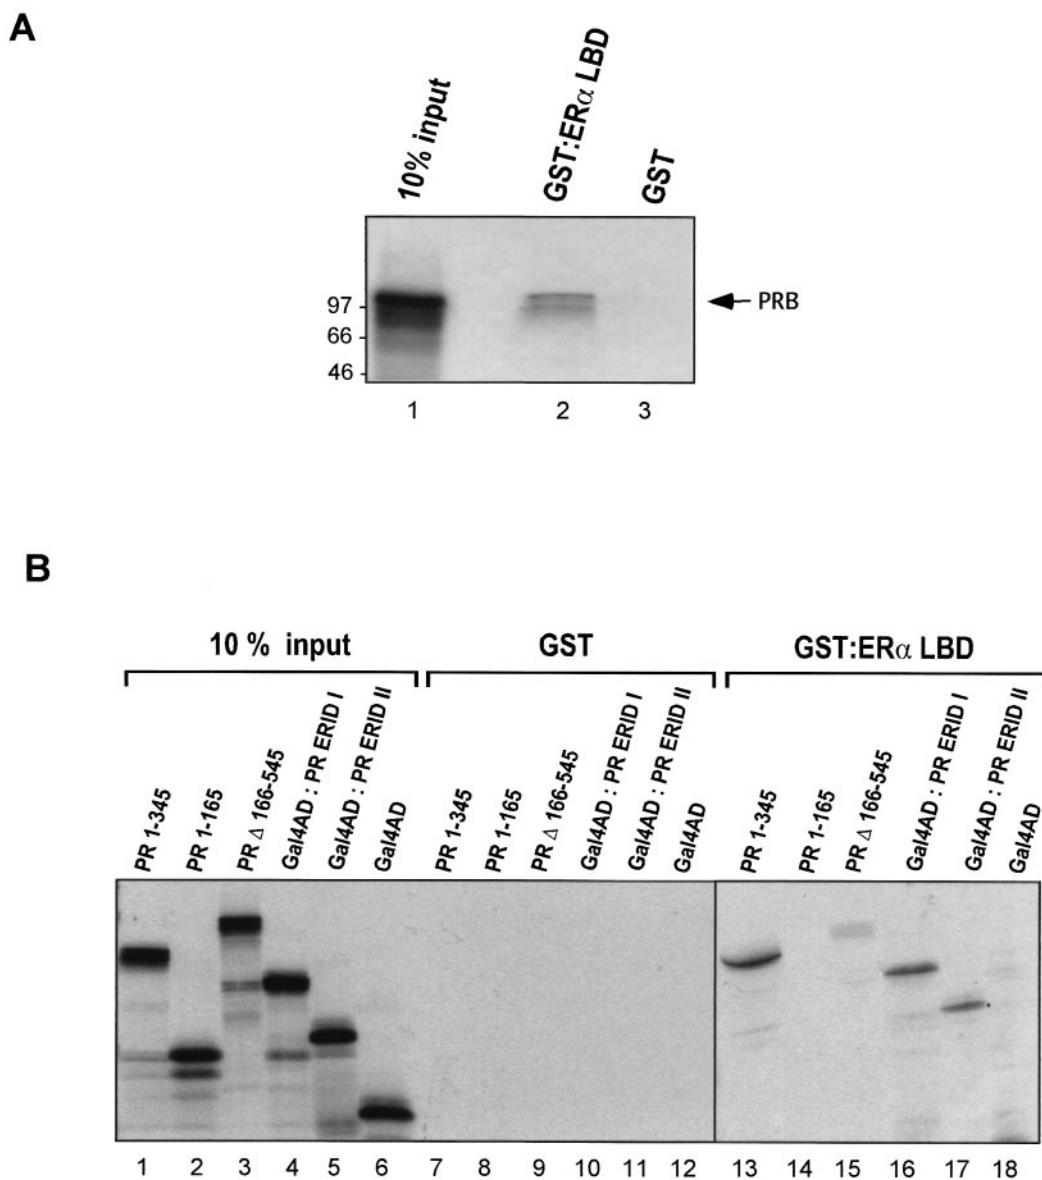 A
10% input
GST:ERα LBD
GST
97
66
46
PRB
1 2 3
B
10 % input
GST
GST:ERα LBD
PR 1-345
PR 1-165
PR Δ 166-545
Gal4AD : PR ERID I
Gal4AD : PR ERID II
Gal4AD
PR 1-345
PR 1-165
PR Δ 166-545
Gal4AD : PR ERID I
Gal4AD : PR ERID II
Gal4AD
PR 1-345
PR 1-165
PR Δ 166-545
Gal4AD : PR ERID I
Gal4AD : PR ERID II
Gal4AD
1 2 3 4 5 6 7 8 9 10 11 12 13 14 15 16 17 18